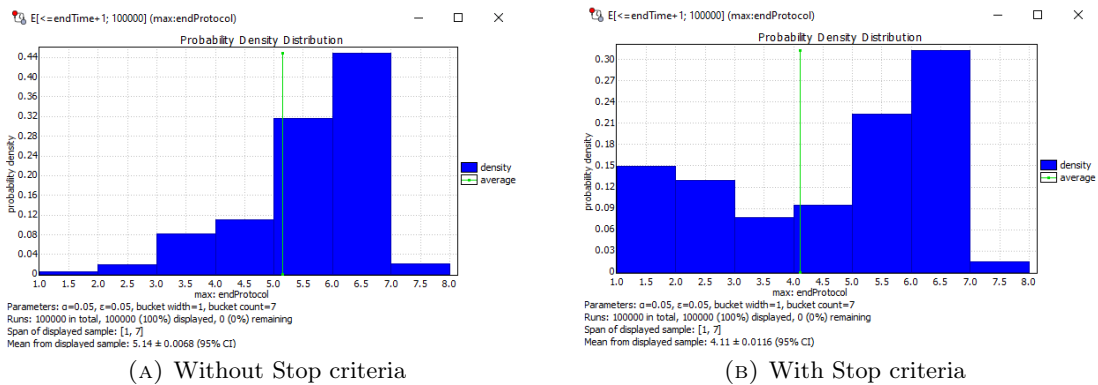 E[<=endTime+1; 100000] (max:endProtocol)
Probability Density Distribution
probability density
0.44
0.40
0.36
0.32
0.28
0.24
0.20
0.16
0.12
0.08
0.04
0
1.0 1.5 2.0 2.5 3.0 3.5 4.0 4.5 5.0 5.5 6.0 6.5 7.0 7.5 8.0
max: endProtocol
density
average
Parameters: α=0.05, ε=0.05, bucket width=1, bucket count=7
Runs: 100000 in total, 100000 (100%) displayed, 0 (0%) remaining
Span of displayed sample: [1, 7]
Mean from displayed sample: 5.14 ± 0.0068 (95% CI)
(A) Without Stop criteria
E[<=endTime+1; 100000] (max:endProtocol)
Probability Density Distribution
probability density
0.30
0.27
0.24
0.21
0.18
0.15
0.12
0.09
0.06
0.03
0
1.0 1.5 2.0 2.5 3.0 3.5 4.0 4.5 5.0 5.5 6.0 6.5 7.0 7.5 8.0
max: endProtocol
density
average
Parameters: α=0.05, ε=0.05, bucket width=1, bucket count=7
Runs: 100000 in total, 100000 (100%) displayed, 0 (0%) remaining
Span of displayed sample: [1, 7]
Mean from displayed sample: 4.11 ± 0.0116 (95% CI)
(B) With Stop criteria